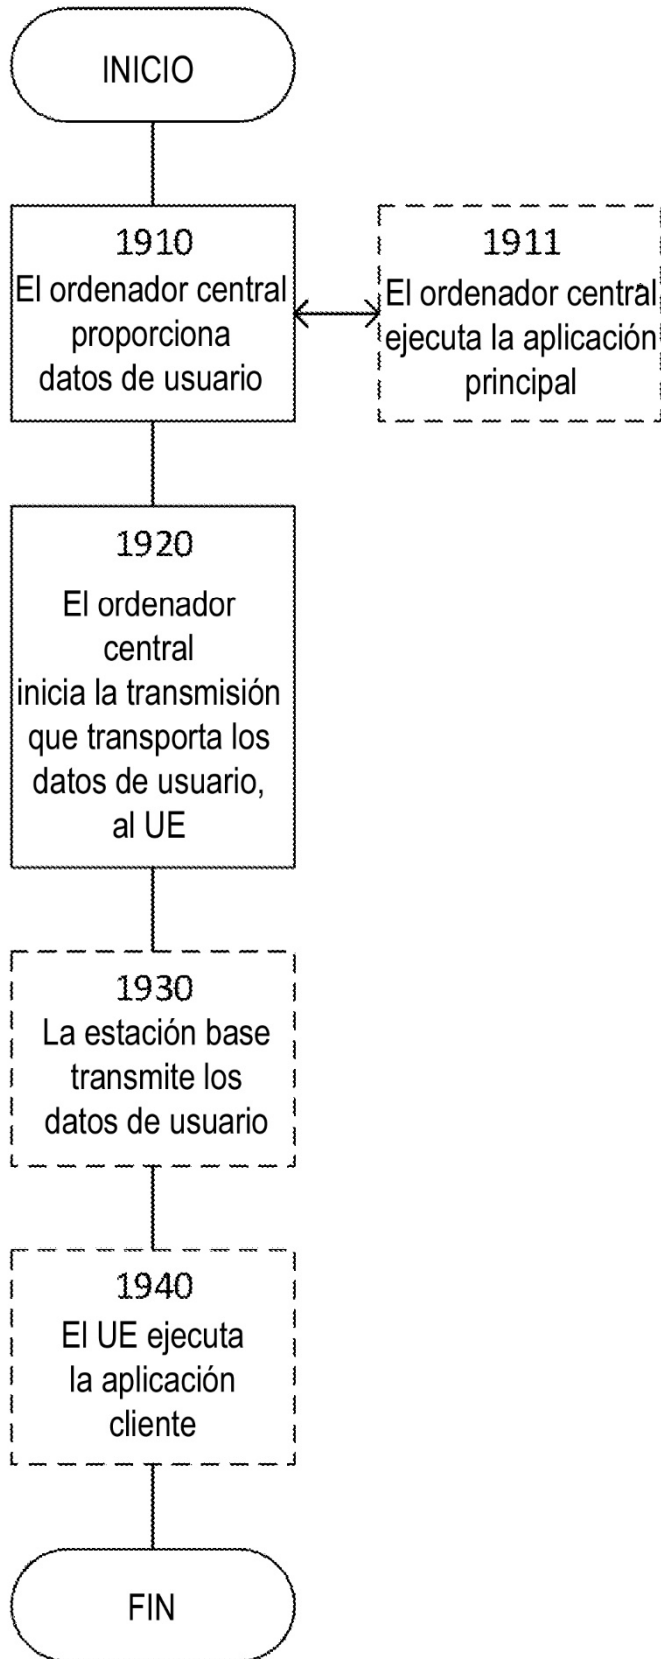 INICIO
1910
El ordenador central
proporciona
datos de usuario
1911
El ordenador central
ejecuta la aplicación
principal
1920
El ordenador
central
inicia la transmisión
que transporta los
datos de usuario,
al UE
1930
La estación base
transmite los
datos de usuario
1940
El UE ejecuta
la aplicación
cliente
FIN